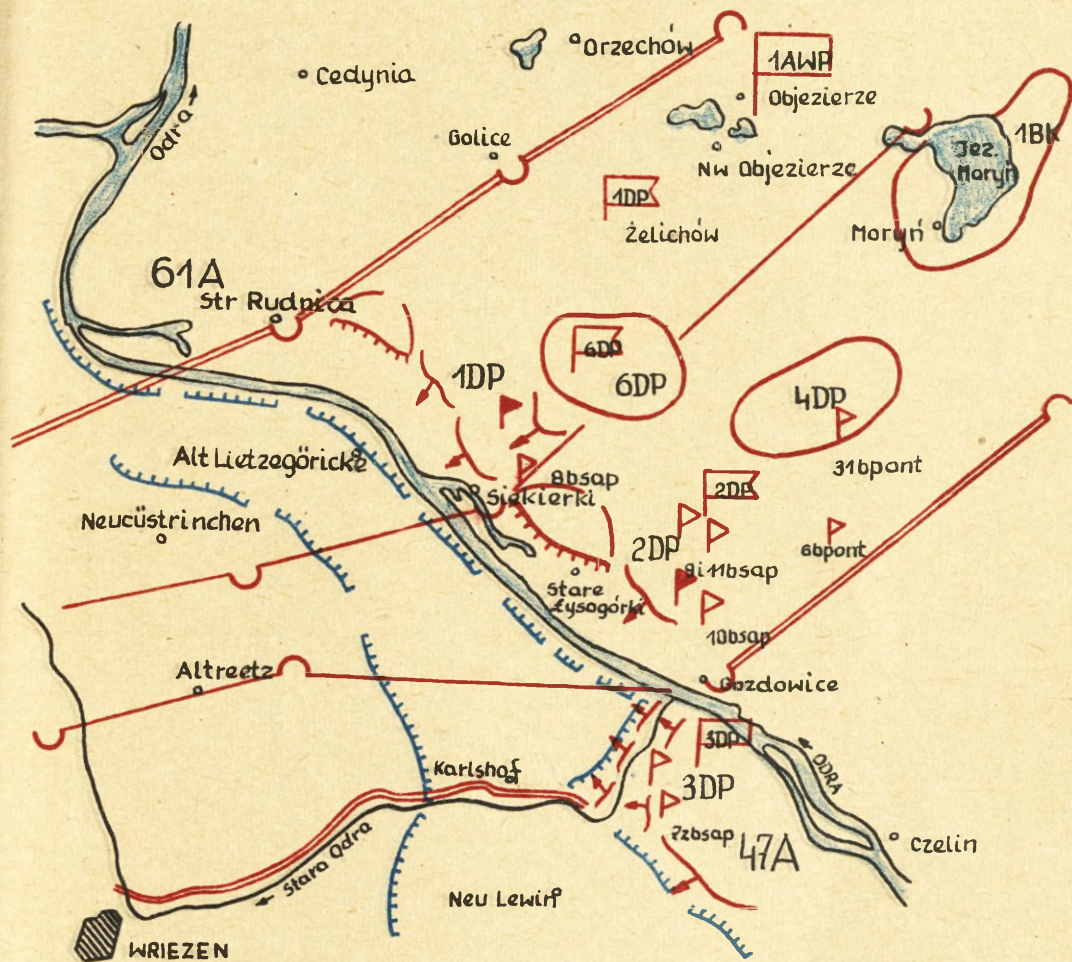 Orzechów
1AWP
Cedynia
Objezierze
Odra
Golice
1BK
Jez.
Moryń
Nw Objezierze
1DP
Żelichów
Moryń
61A
Str Rudnica
6DP
1DP
6DP
4DP
Alt Lietzegöricke
31bpont
8bsap
2DP
Siekierki
Neucüstrinchen
2DP
6bpont
9i11bsap
Stare
Łysogórki
10bsap
Altreetz
Gozdowice
3DP
Karlshof
ODRA
3DP
7zbsap
47A
Czelin
Stara Odra
Neu Lewin
WRIEZEN